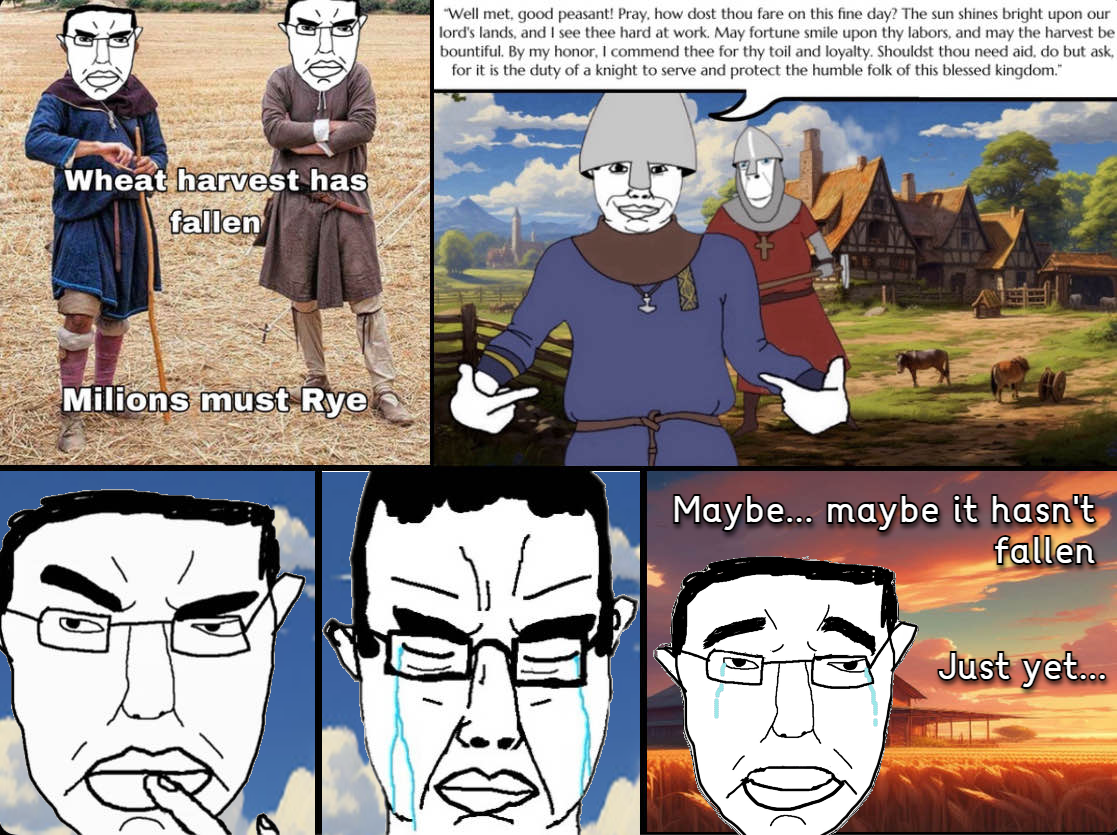 Wheat harvest has
fallen
Milions must Rye
"Well met, good peasant! Pray, how dost thou fare on this fine day? The sun shines bright upon our
lord's lands, and I see thee hard at work. May fortune smile upon thy labors, and may the harvest be
bountiful. By my honor, I commend thee for thy toil and loyalty. Shouldst thou need aid, do but ask,
for it is the duty of a knight to serve and protect the humble folk of this blessed kingdom."
Maybe... maybe it hasn't
fallen
Just yet...